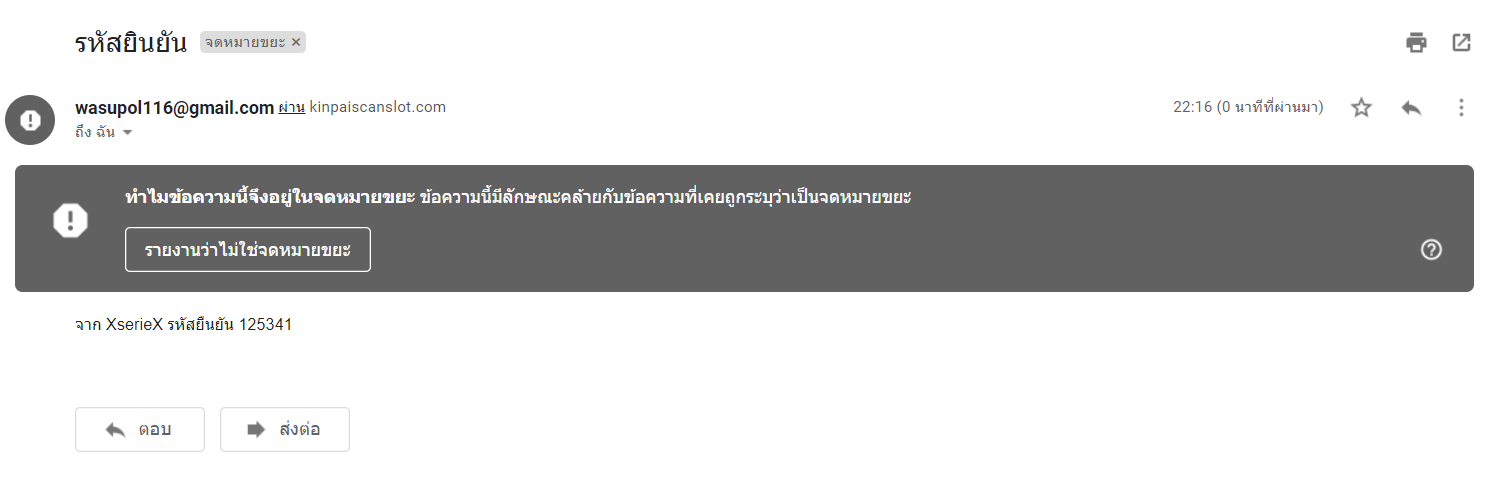 รหัสยินยัน จดหมายขยะ ×
wasupol116@gmail.com ผ่าน kinpaiscanslot.com 22:16 (0 นาทีที่ผ่านมา)
ถึง ฉัน
ทำไมข้อความนี้จึงอยู่ในจดหมายขยะ ข้อความนี้มีลักษณะคล้ายกับข้อความที่เคยถูกระบุว่าเป็นจดหมายขยะ
รายงานว่าไม่ใช่จดหมายขยะ
จาก XserieX รหัสยืนยัน 125341
ตอบ ส่งต่อ